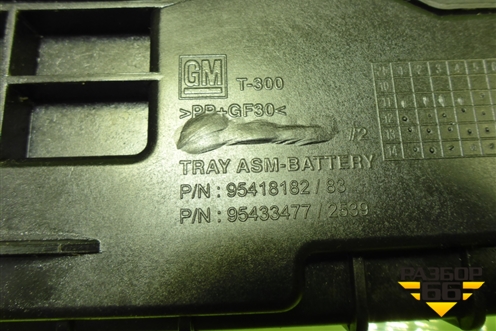 GM
T-300
>PP+GF30<
/2
TRAY ASM-BATTERY
P/N : 95418182 / 83
P/N : 95433477 / 2539
РАЗБОР
66